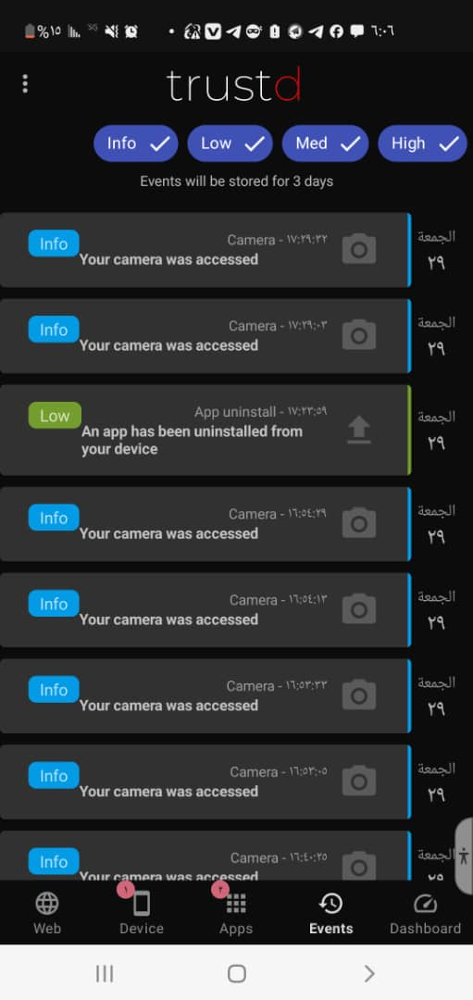 %١٥ 5G ٦:٠٦
trustd
Info Low Med High
Events will be stored for 3 days
Info Camera - ١٧:٢٩:٣٢ الجمعة
Your camera was accessed ٢٩
Info Camera - ١٧:٢٩:٠٣ الجمعة
Your camera was accessed ٢٩
Low App uninstall - ١٧:٢٣:٥٩ الجمعة
An app has been uninstalled from
your device ٢٩
Info Camera - ١٦:٥٤:٢٩ الجمعة
Your camera was accessed ٢٩
Info Camera - ١٦:٥٤:١٣ الجمعة
Your camera was accessed ٢٩
Info Camera - ١٦:٥٣:٣٣ الجمعة
Your camera was accessed ٢٩
Info Camera - ١٦:٥٣:٠٥ الجمعة
Your camera was accessed ٢٩
Info Camera - ١٦:٤٠:٢٥ الجمعة
Your camera was accessed ٢٩
١ ٢
Web Device Apps Events Dashboard